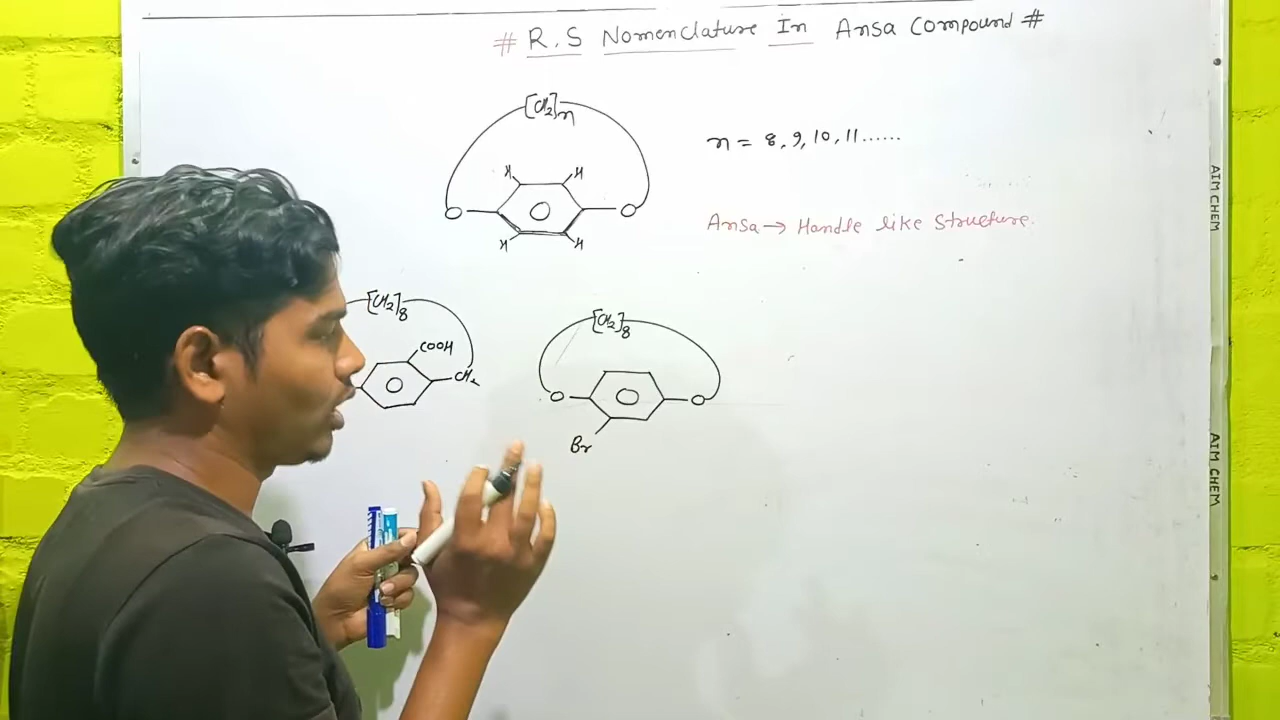 # R.S Nomenclature In Ansa Compound #
[CH2]n
n = 8, 9, 10, 11......
H H
O O O
H H
Ansa → Handle like Structure.
[CH2]8
COOH
CH2
[CH2]8
O O O
Br
AIM CHEM
AIM CHEM